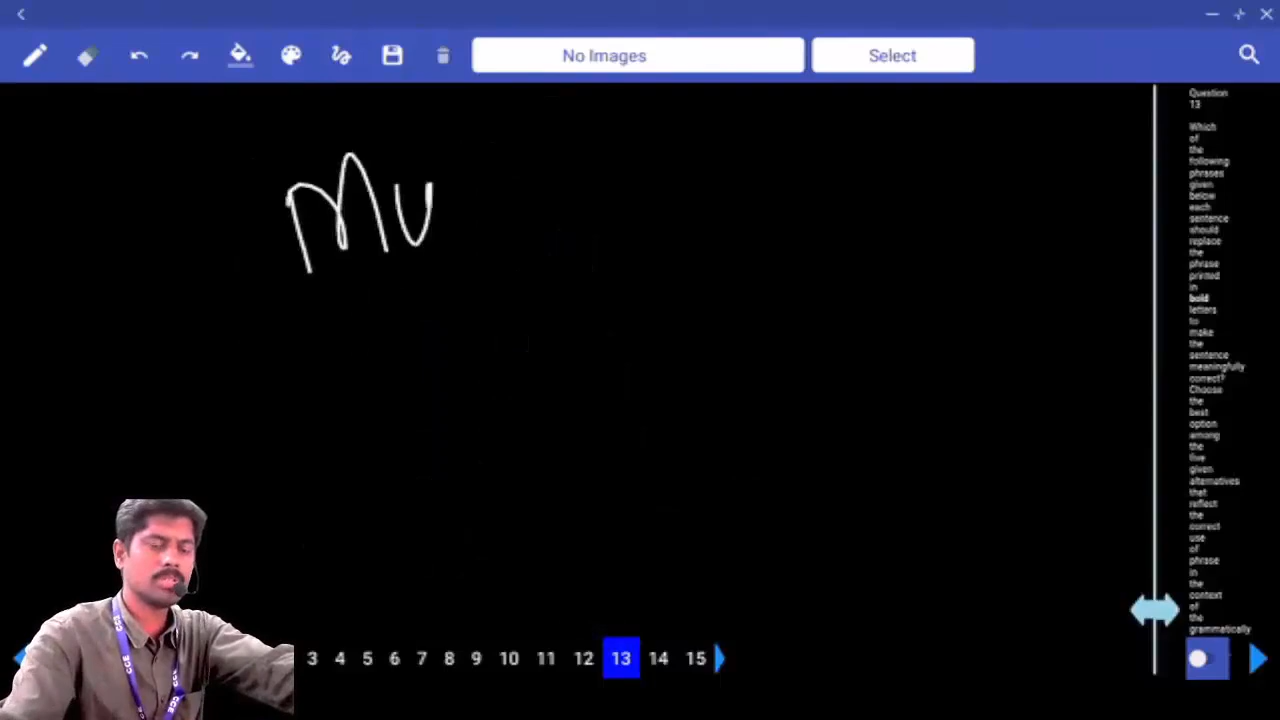 No Images
Select
Mu
Question
13
Which
of
the
following
phrases
given
below
each
sentence
should
replace
the
phrase
printed
in
bold
letters
to
make
the
sentence
meaningfully
correct?
Choose
the
best
option
among
the
five
given
alternatives
that
reflect
the
correct
use
of
phrase
in
the
context
of
the
grammatically
3 4 5 6 7 8 9 10 11 12 13 14 15
CCE
CCE